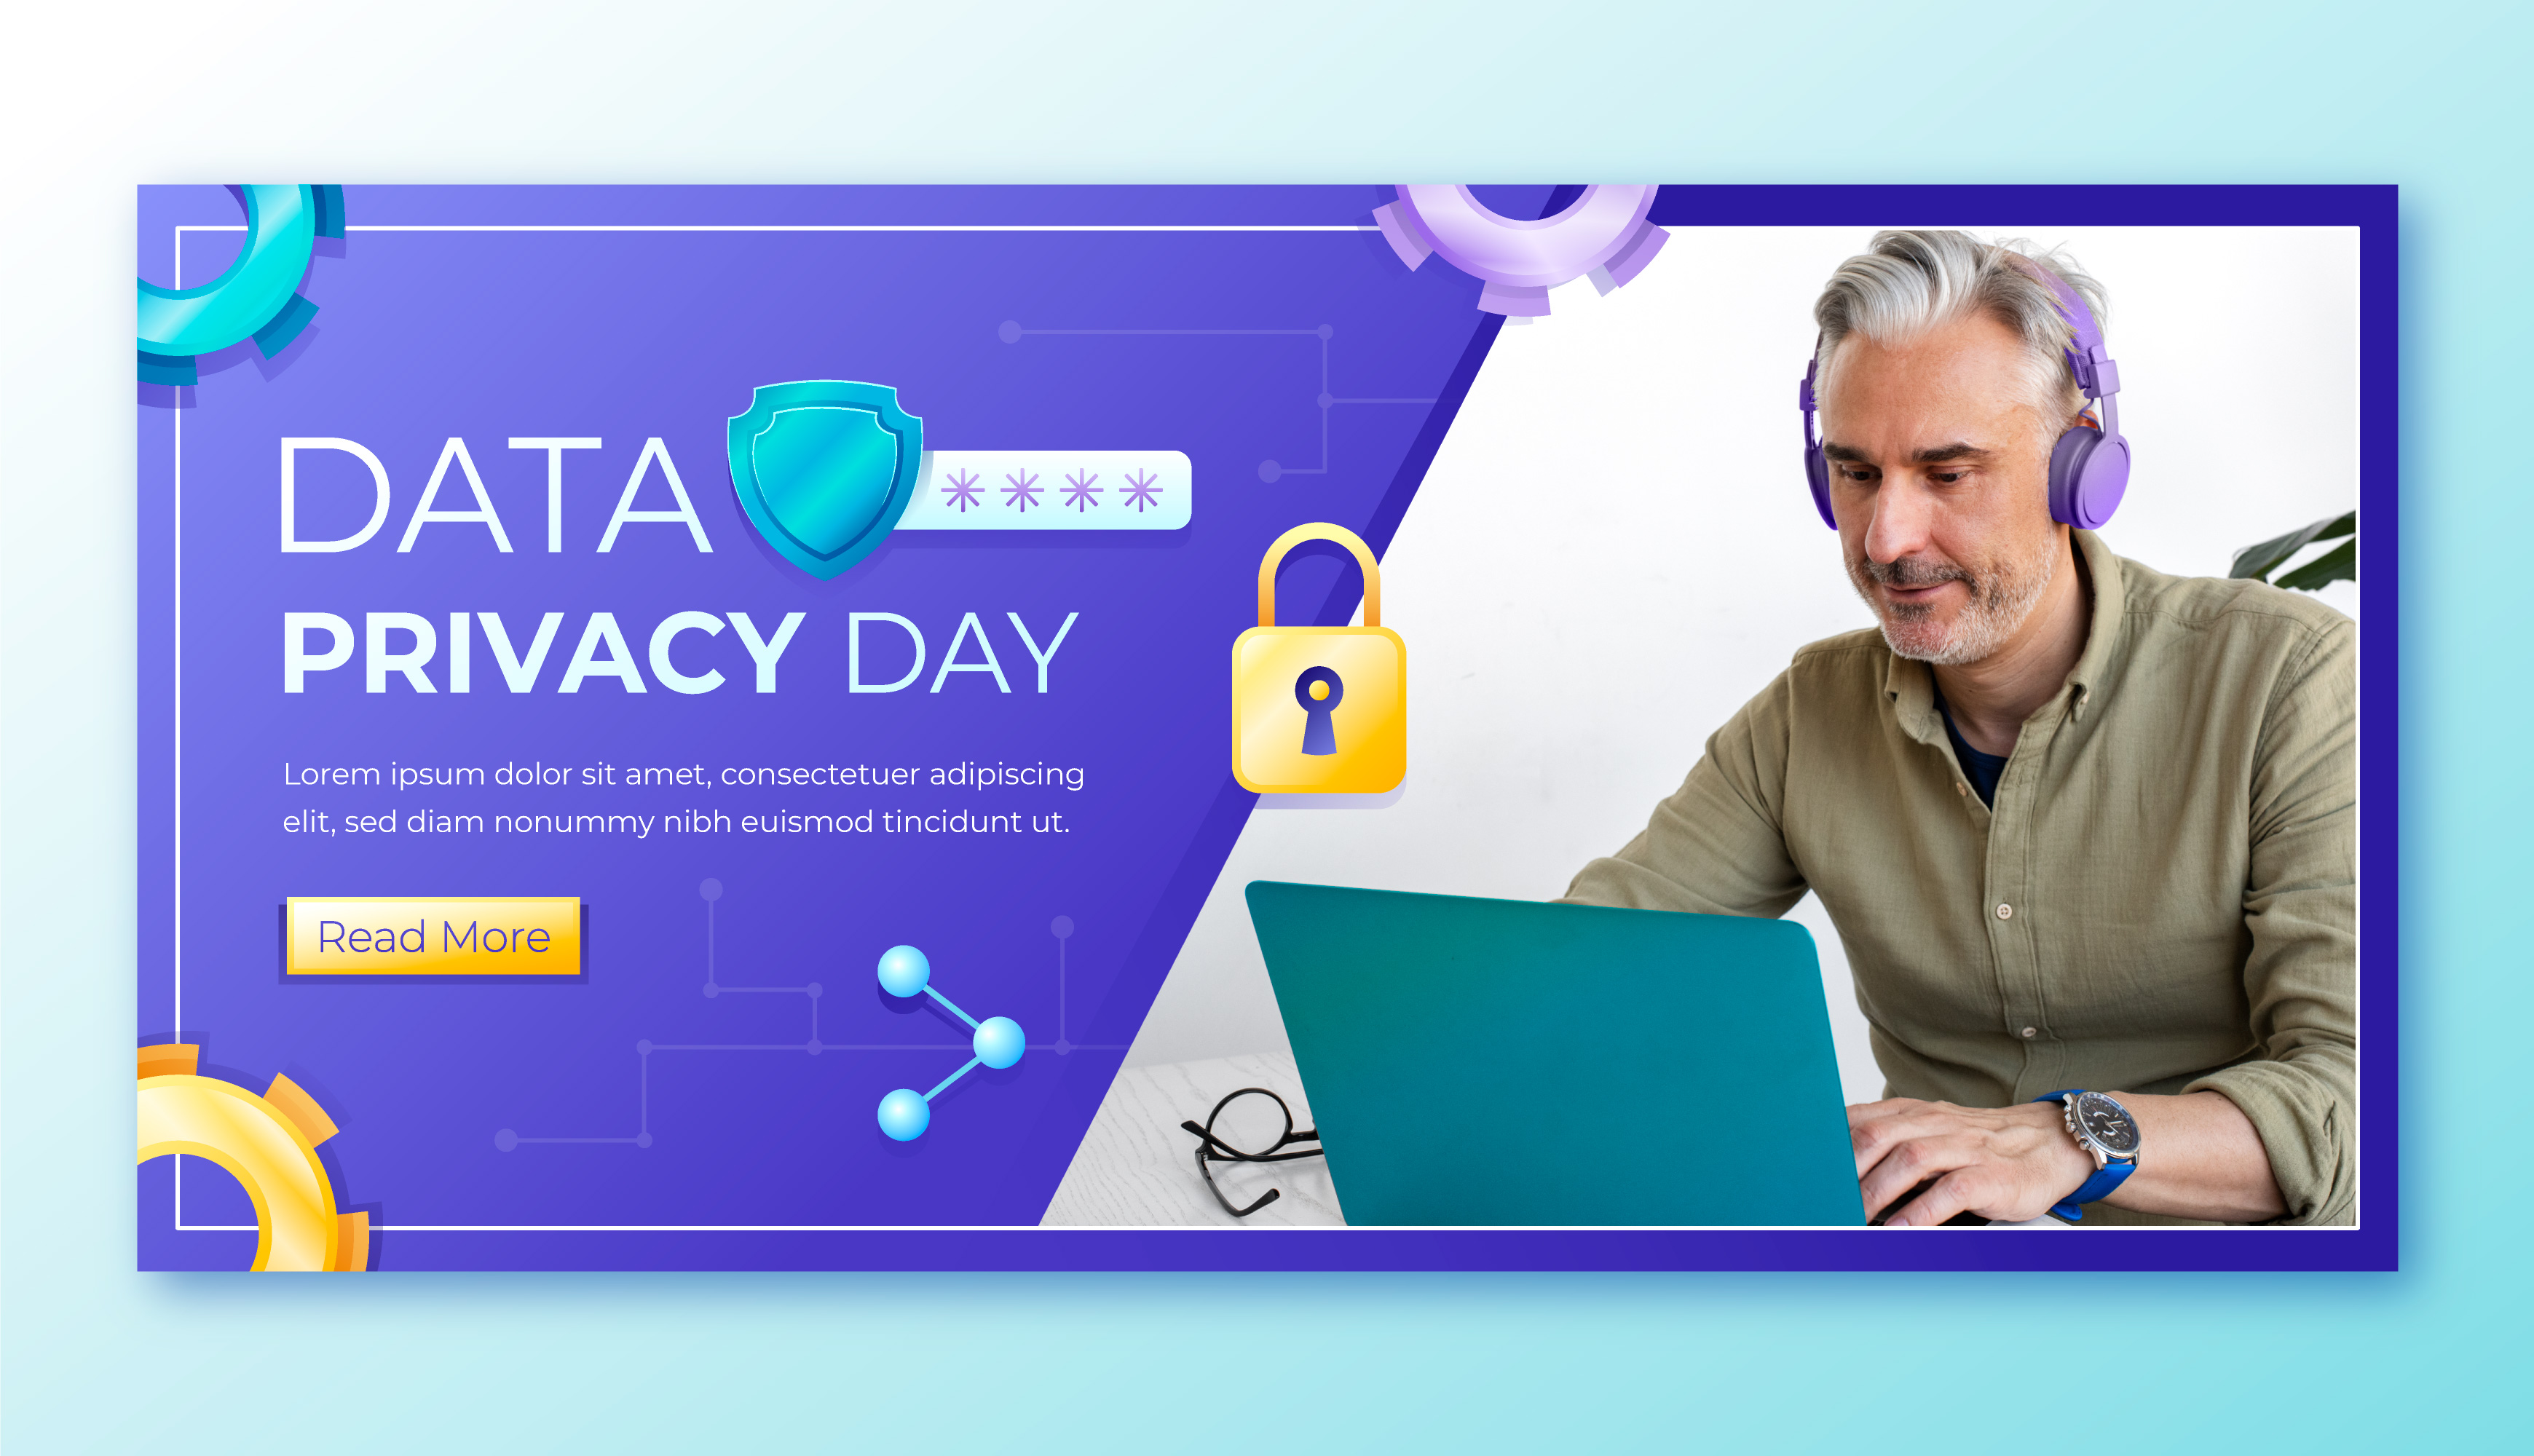 DATA
****
PRIVACY DAY
Lorem ipsum dolor sit amet, consectetuer adipiscing
elit, sed diam nonummy nibh euismod tincidunt ut.
Read More